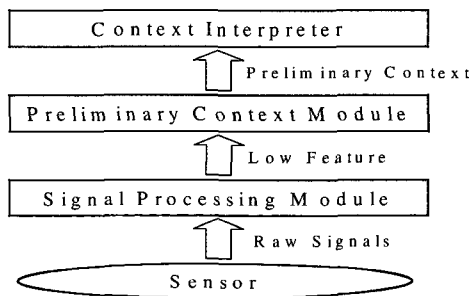 Context Interpreter
Preliminary Context
Preliminary Context Module
Low Feature
Signal Processing Module
Raw Signals
Sensor